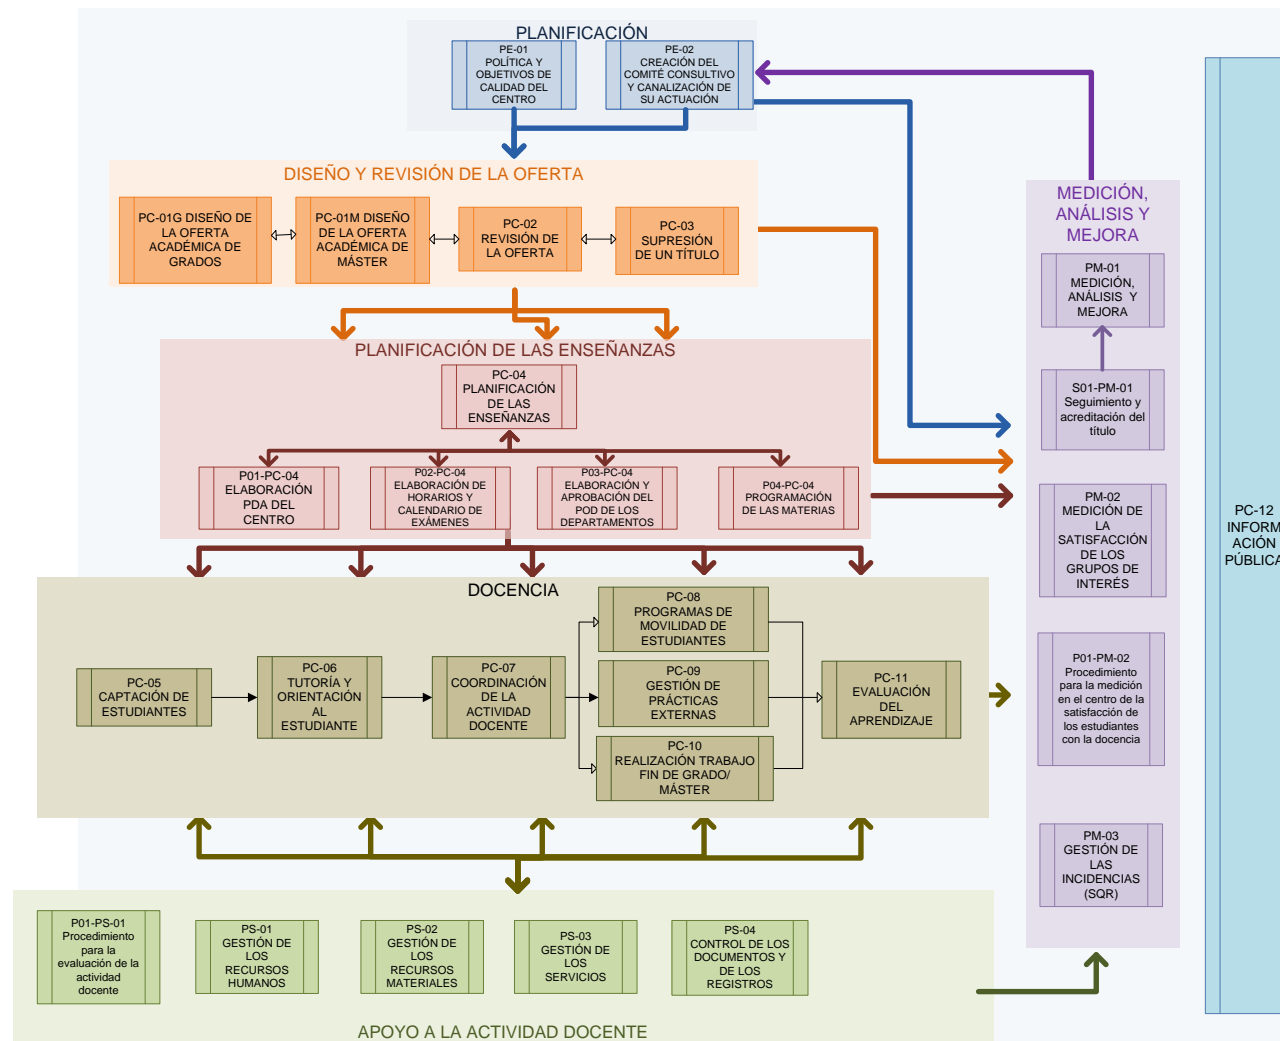 PLANIFICACIÓN
PE-01
POLÍTICA Y
OBJETIVOS DE
CALIDAD DEL
CENTRO
PE-02
CREACIÓN DEL
COMITÉ CONSULTIVO
Y CANALIZACIÓN DE
SU ACTUACIÓN
DISEÑO Y REVISIÓN DE LA OFERTA
PC-01G DISEÑO DE
LA OFERTA
ACADÉMICA DE
GRADOS
PC-01M DISEÑO
DE LA OFERTA
ACADÉMICA DE
MÁSTER
PC-02
REVISIÓN DE
LA OFERTA
PC-03
SUPRESIÓN
DE UN TÍTULO
PLANIFICACIÓN DE LAS ENSEÑANZAS
PC-04
PLANIFICACIÓN
DE LAS
ENSEÑANZAS
P01-PC-04
ELABORACIÓN
PDA DEL
CENTRO
P02-PC-04
ELABORACIÓN DE
HORARIOS Y
CALENDARIO DE
EXÁMENES
P03-PC-04
ELABORACIÓN Y
APROBACIÓN DEL
POD DE LOS
DEPARTAMENTOS
P04-PC-04
PROGRAMACIÓN
DE LAS MATERIAS
DOCENCIA
PC-05
CAPTACIÓN DE
ESTUDIANTES
PC-06
TUTORÍA Y
ORIENTACIÓN
AL
ESTUDIANTE
PC-07
COORDINACIÓN
DE LA
ACTIVIDAD
DOCENTE
PC-08
PROGRAMAS DE
MOVILIDAD DE
ESTUDIANTES
PC-09
GESTIÓN DE
PRÁCTICAS
EXTERNAS
PC-10
REALIZACIÓN TRABAJO
FIN DE GRADO/
MÁSTER
PC-11
EVALUACIÓN
DEL
APRENDIZAJE
P01-PS-01
Procedimiento
para la
evaluación de la
actividad
docente
PS-01
GESTIÓN DE
LOS
RECURSOS
HUMANOS
PS-02
GESTIÓN DE
LOS
RECURSOS
MATERIALES
PS-03
GESTIÓN DE
LOS
SERVICIOS
PS-04
CONTROL DE LOS
DOCUMENTOS Y
DE LOS
REGISTROS
APOYO A LA ACTIVIDAD DOCENTE
MEDICIÓN,
ANÁLISIS Y
MEJORA
PM-01
MEDICIÓN,
ANÁLISIS Y
MEJORA
S01-PM-01
Seguimiento y
acreditación del
título
PM-02
MEDICIÓN DE
LA
SATISFACCIÓN
DE LOS
GRUPOS DE
INTERÉS
P01-PM-02
Procedimiento
para la medición
en el centro de la
satisfacción de
los estudiantes
con la docencia
PM-03
GESTIÓN DE
LAS
INCIDENCIAS
(SQR)
PC-12
INFORM
ACIÓN
PÚBLICA